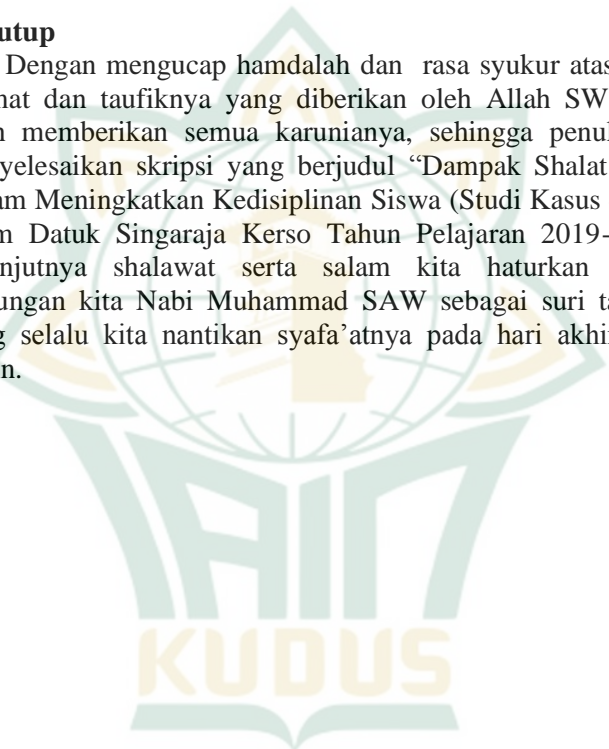 utup
Dengan mengucap hamdalah dan rasa syukur atas
nat dan taufiknya yang diberikan oleh Allah SW
n memberikan semua karunianya, sehingga penul
yelesaikan skripsi yang berjudul “Dampak Shalat
am Meningkatkan Kedisiplinan Siswa (Studi Kasus
m Datuk Singaraja Kerso Tahun Pelajaran 2019-
njutnya shalawat serta salam kita haturkan
ungan kita Nabi Muhammad SAW sebagai suri ta
g selalu kita nantikan syafa’atnya pada hari akhir
n.
IAIN
KUDUS